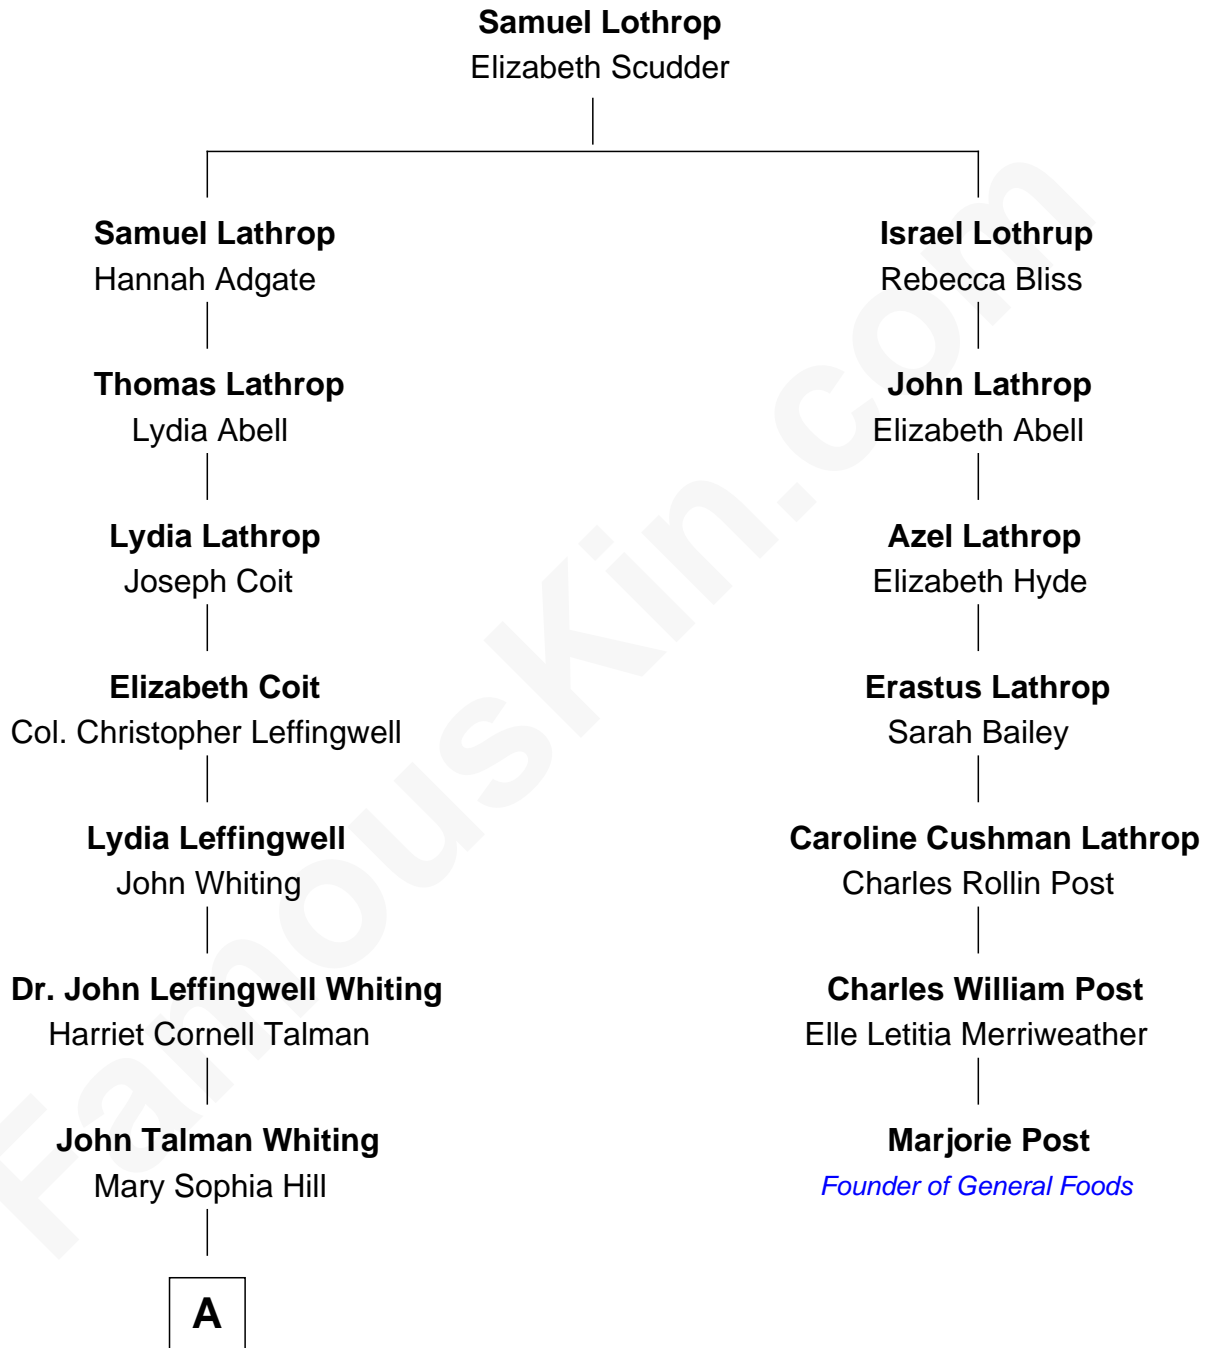 Samuel Lothrop
Elizabeth Scudder
Samuel Lathrop
Hannah Adgate
Thomas Lathrop
Lydia Abell
Lydia Lathrop
Joseph Coit
Elizabeth Coit
Col. Christopher Leffingwell
Lydia Leffingwell
John Whiting
Dr. John Leffingwell Whiting
Harriet Cornell Talman
John Talman Whiting
Mary Sophia Hill
A
Israel Lothrup
Rebecca Bliss
John Lathrop
Elizabeth Abell
Azel Lathrop
Elizabeth Hyde
Erastus Lathrop
Sarah Bailey
Caroline Cushman Lathrop
Charles Rollin Post
Charles William Post
Elle Letitia Merriweather
Marjorie Post
Founder of General Foods
FamousKin.com